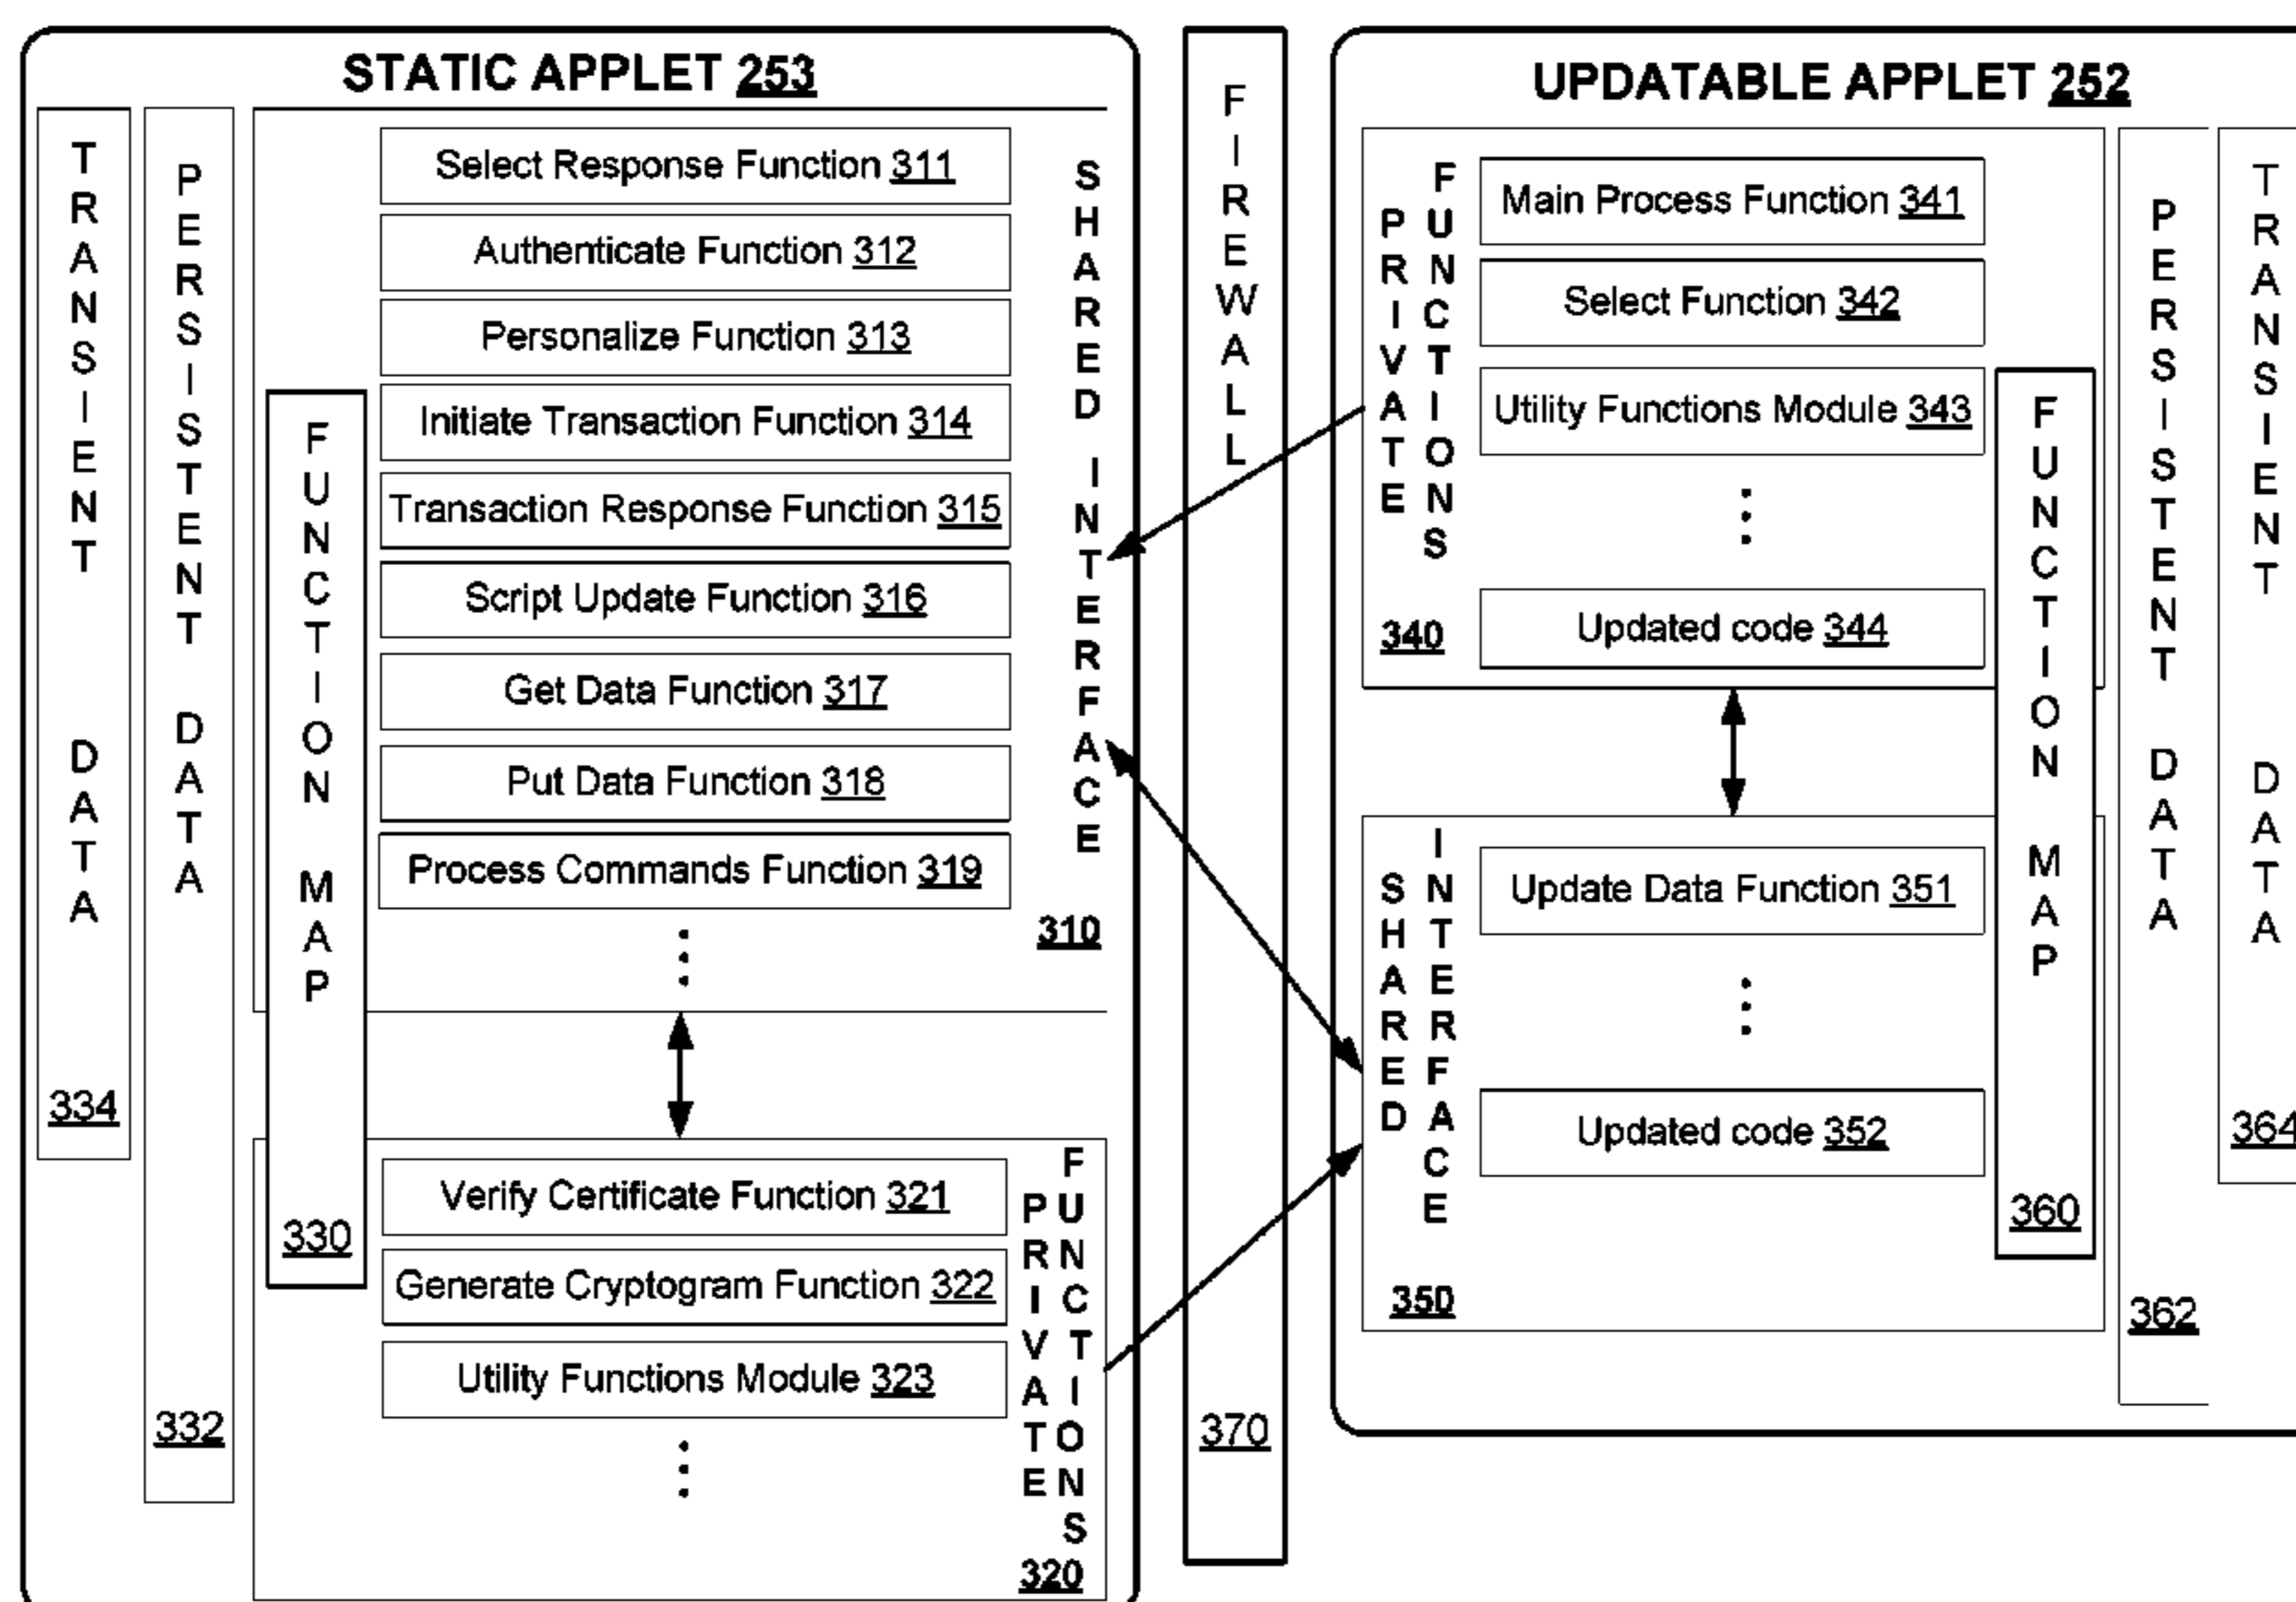 STATIC APPLET 253
TRANSIENT DATA
334
PERSISTENT DATA
332
FUNCTION MAP
330
Select Response Function 311
Authenticate Function 312
Personalize Function 313
Initiate Transaction Function 314
Transaction Response Function 315
Script Update Function 316
Get Data Function 317
Put Data Function 318
Process Commands Function 319
SHARED INTERFACE
310
Verify Certificate Function 321
Generate Cryptogram Function 322
Utility Functions Module 323
PRIVATE FUNCTIONS
320
FIREWALL
370
UPDATABLE APPLET 252
PRIVATE FUNCTIONS
340
Main Process Function 341
Select Function 342
Utility Functions Module 343
Updated code 344
SHARED INTERFACE
350
Update Data Function 351
Updated code 352
FUNCTION MAP
360
PERSISTENT DATA
362
TRANSIENT DATA
364